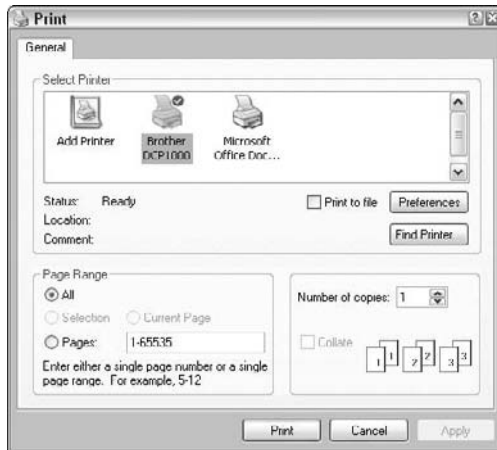 Print
General
Select Printer
Add Printer
Brother DCP1000
Microsoft Office Doc...
Status: Ready
Location:
Comment:
Print to file
Preferences
Find Printer...
Page Range
All
Selection
Current Page
Pages: 1-65535
Enter either a single page number or a single
page range. For example, 5-12
Number of copies: 1
Collate
1 1 2 2 3 3
Print
Cancel
Apply